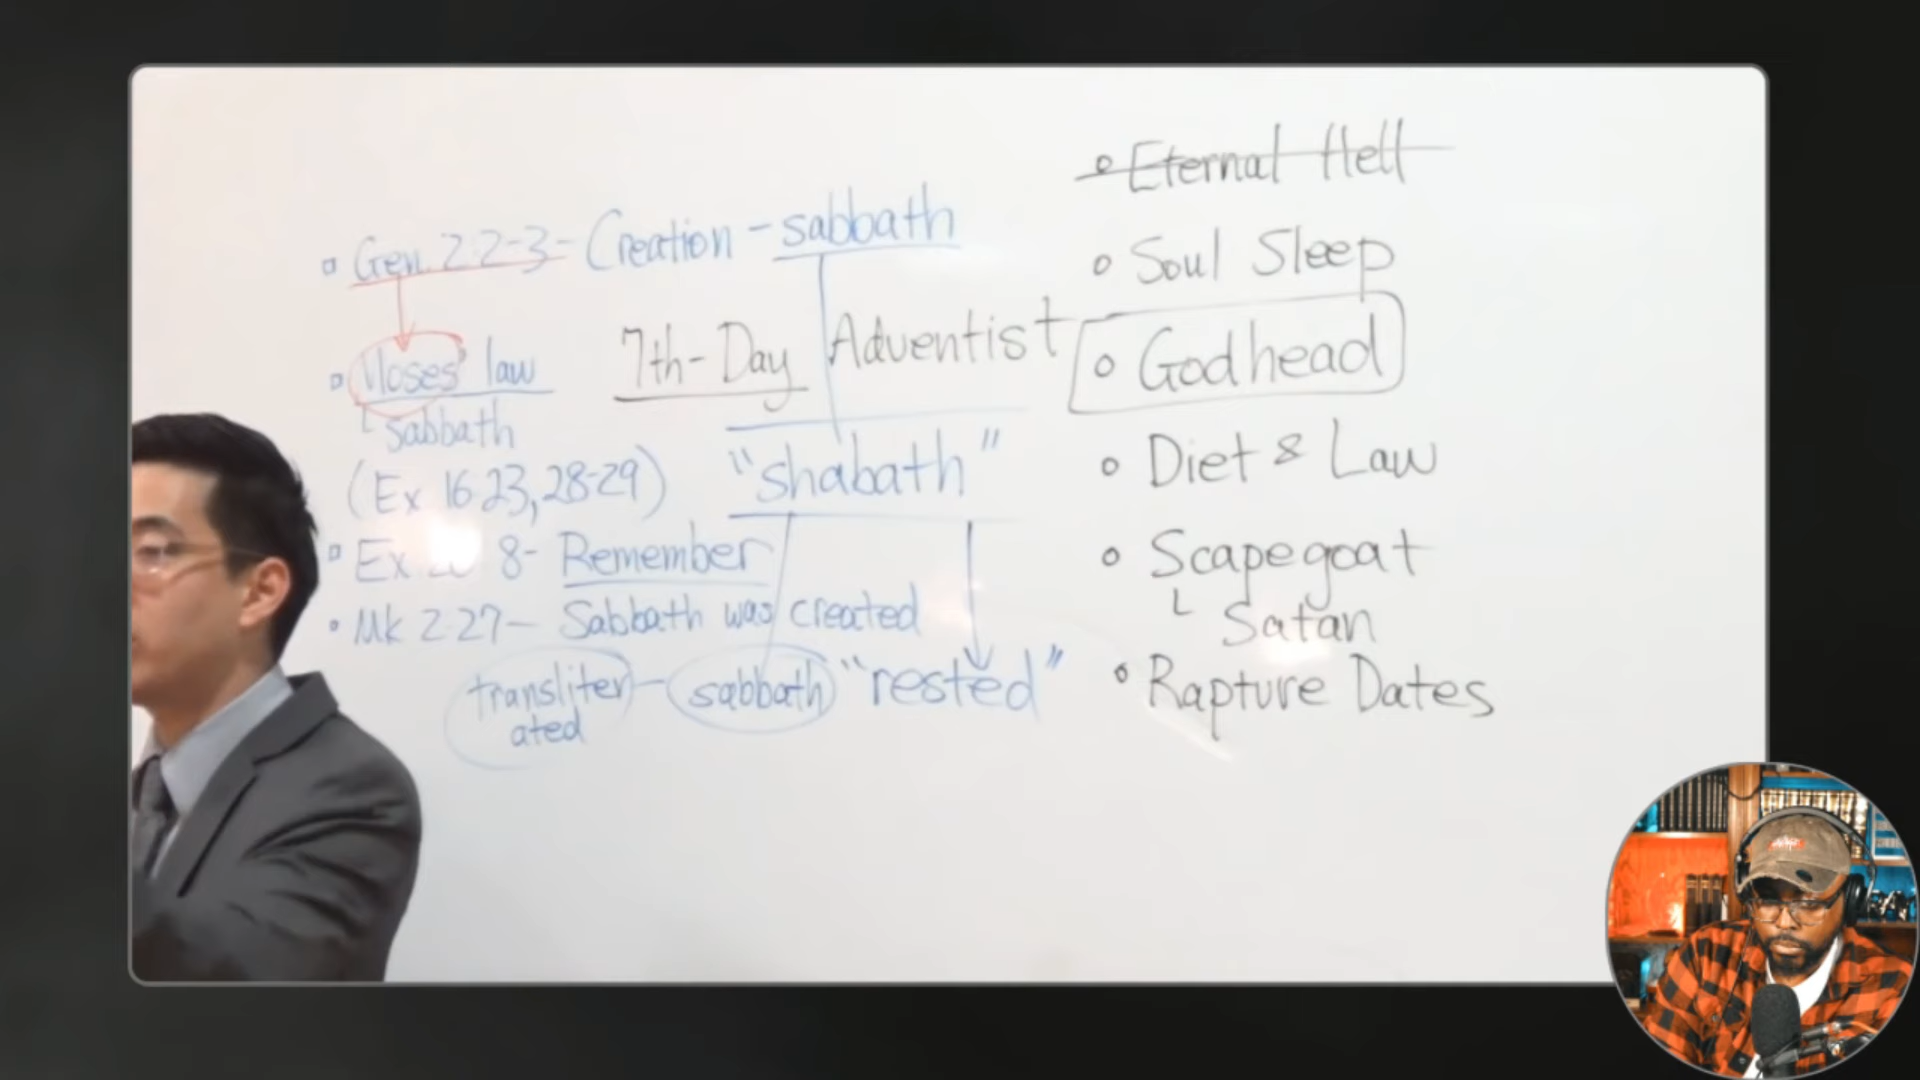 Gen. 2:2-3 - Creation - sabbath
Moses' law
sabbath
(Ex 16:23, 28-29)
Ex 8 - Remember
Mk 2:27 - Sabbath was created
transliter
ated - sabbath "rested"
7th-Day Adventist
"shabath"
Eternal Hell
Soul Sleep
Godhead
Diet & Law
Scapegoat
Satan
Rapture Dates